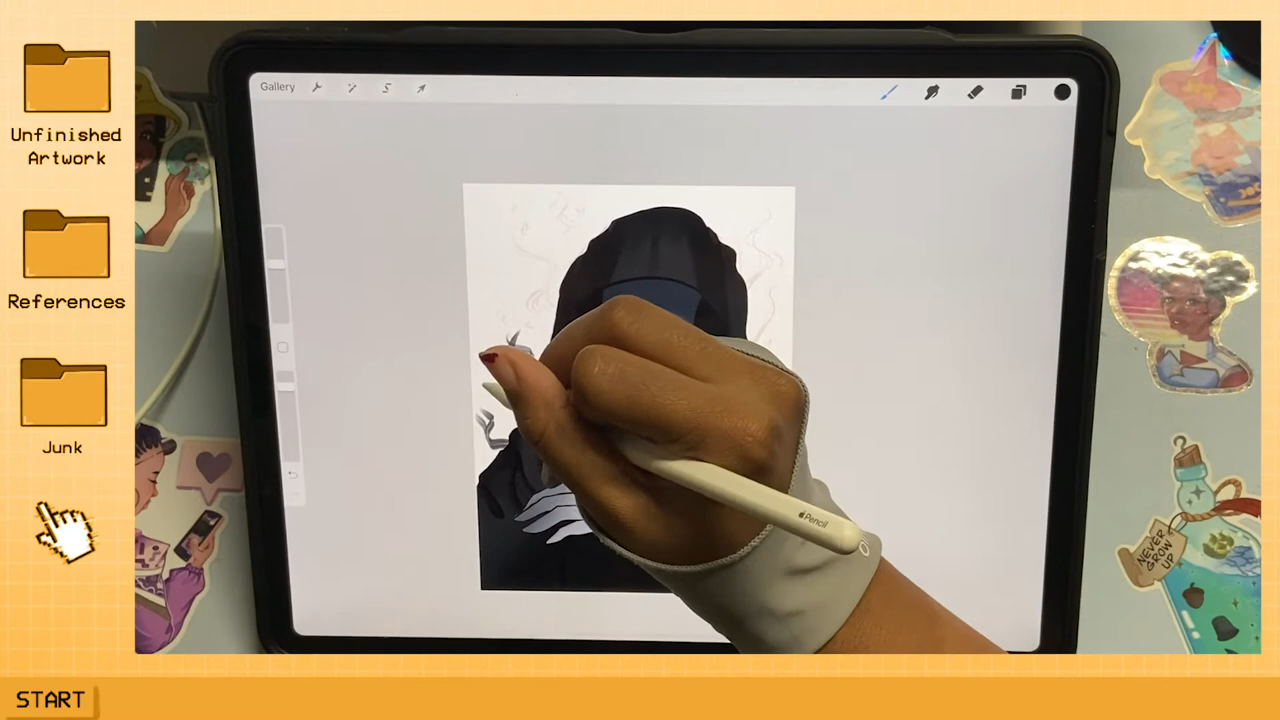 Unfinished
Artwork
References
Junk
START
Gallery
Pencil
NEVER
GROW
UP